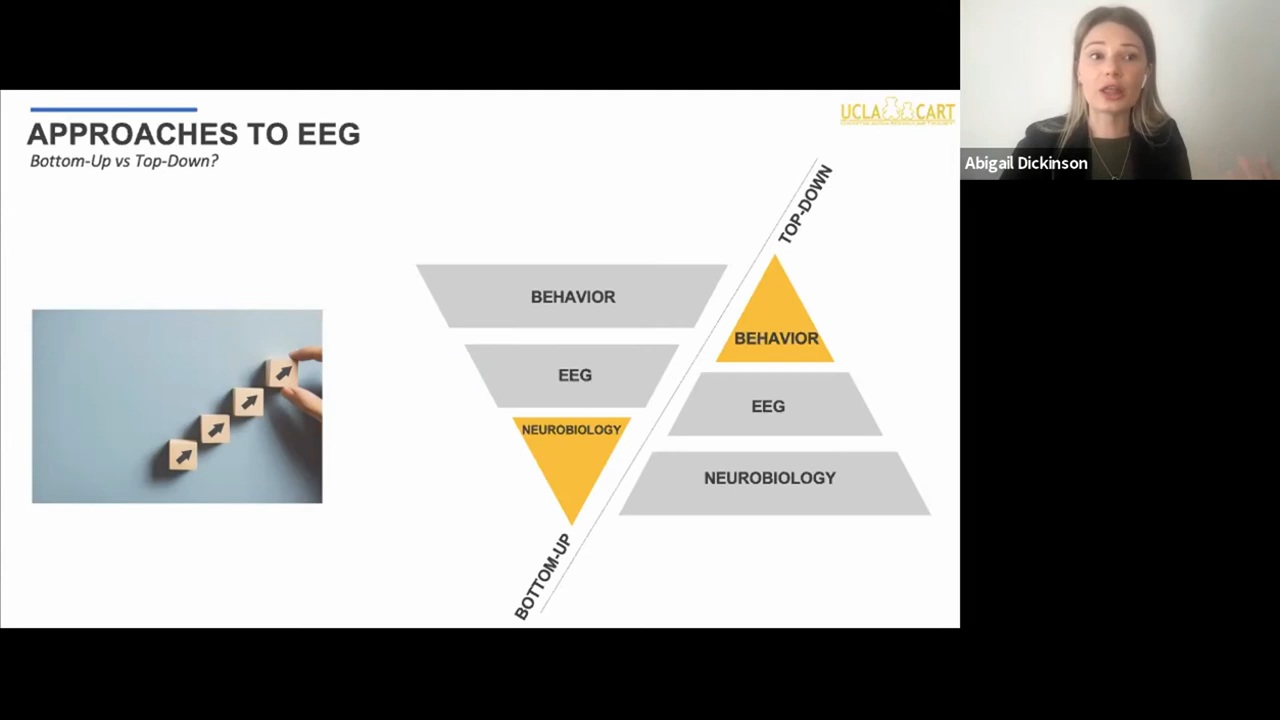 APPROACHES TO EEG
Bottom-Up vs Top-Down?
UCLA CART
Abigail Dickinson
TOP-DOWN
BEHAVIOR
EEG
NEUROBIOLOGY
BOTTOM-UP
BEHAVIOR
EEG
NEUROBIOLOGY